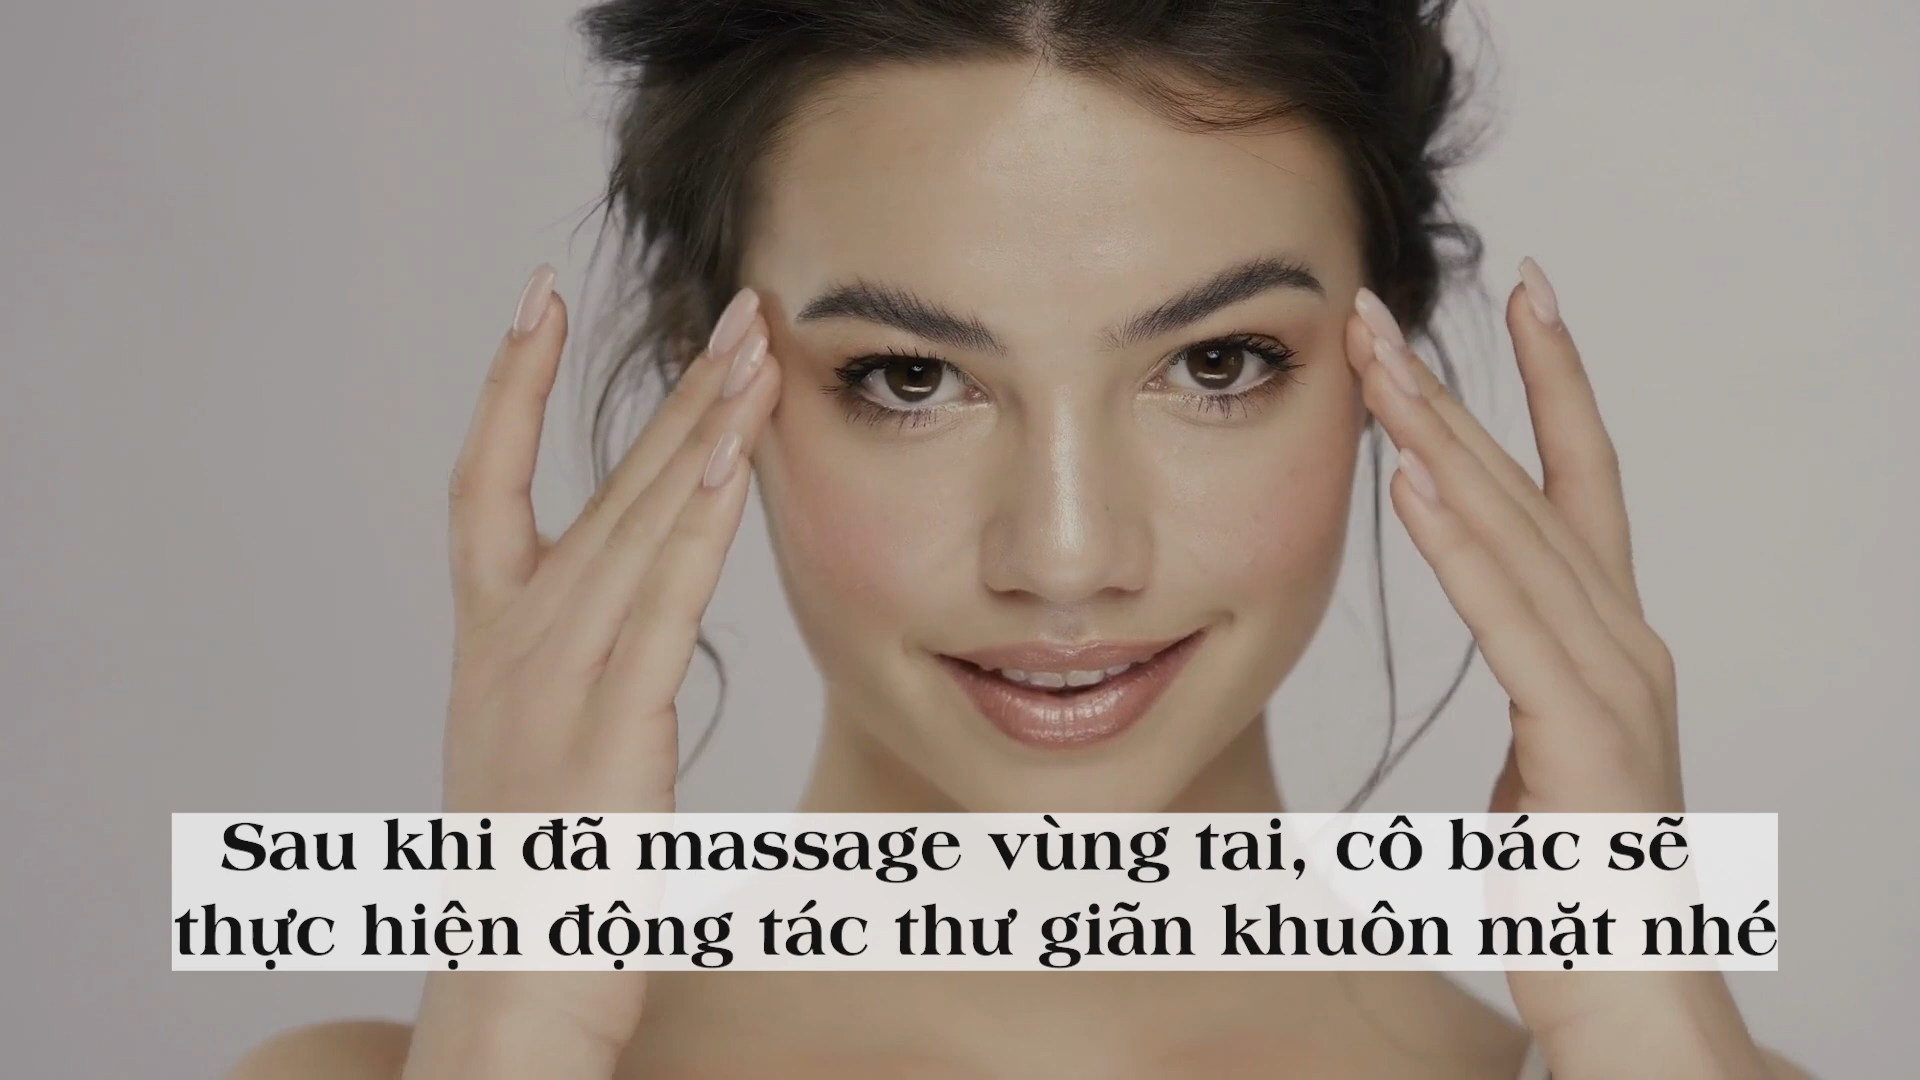 Sau khi đã massage vùng tai, cô bác sẽ
thực hiện động tác thư giãn khuôn mặt nhé